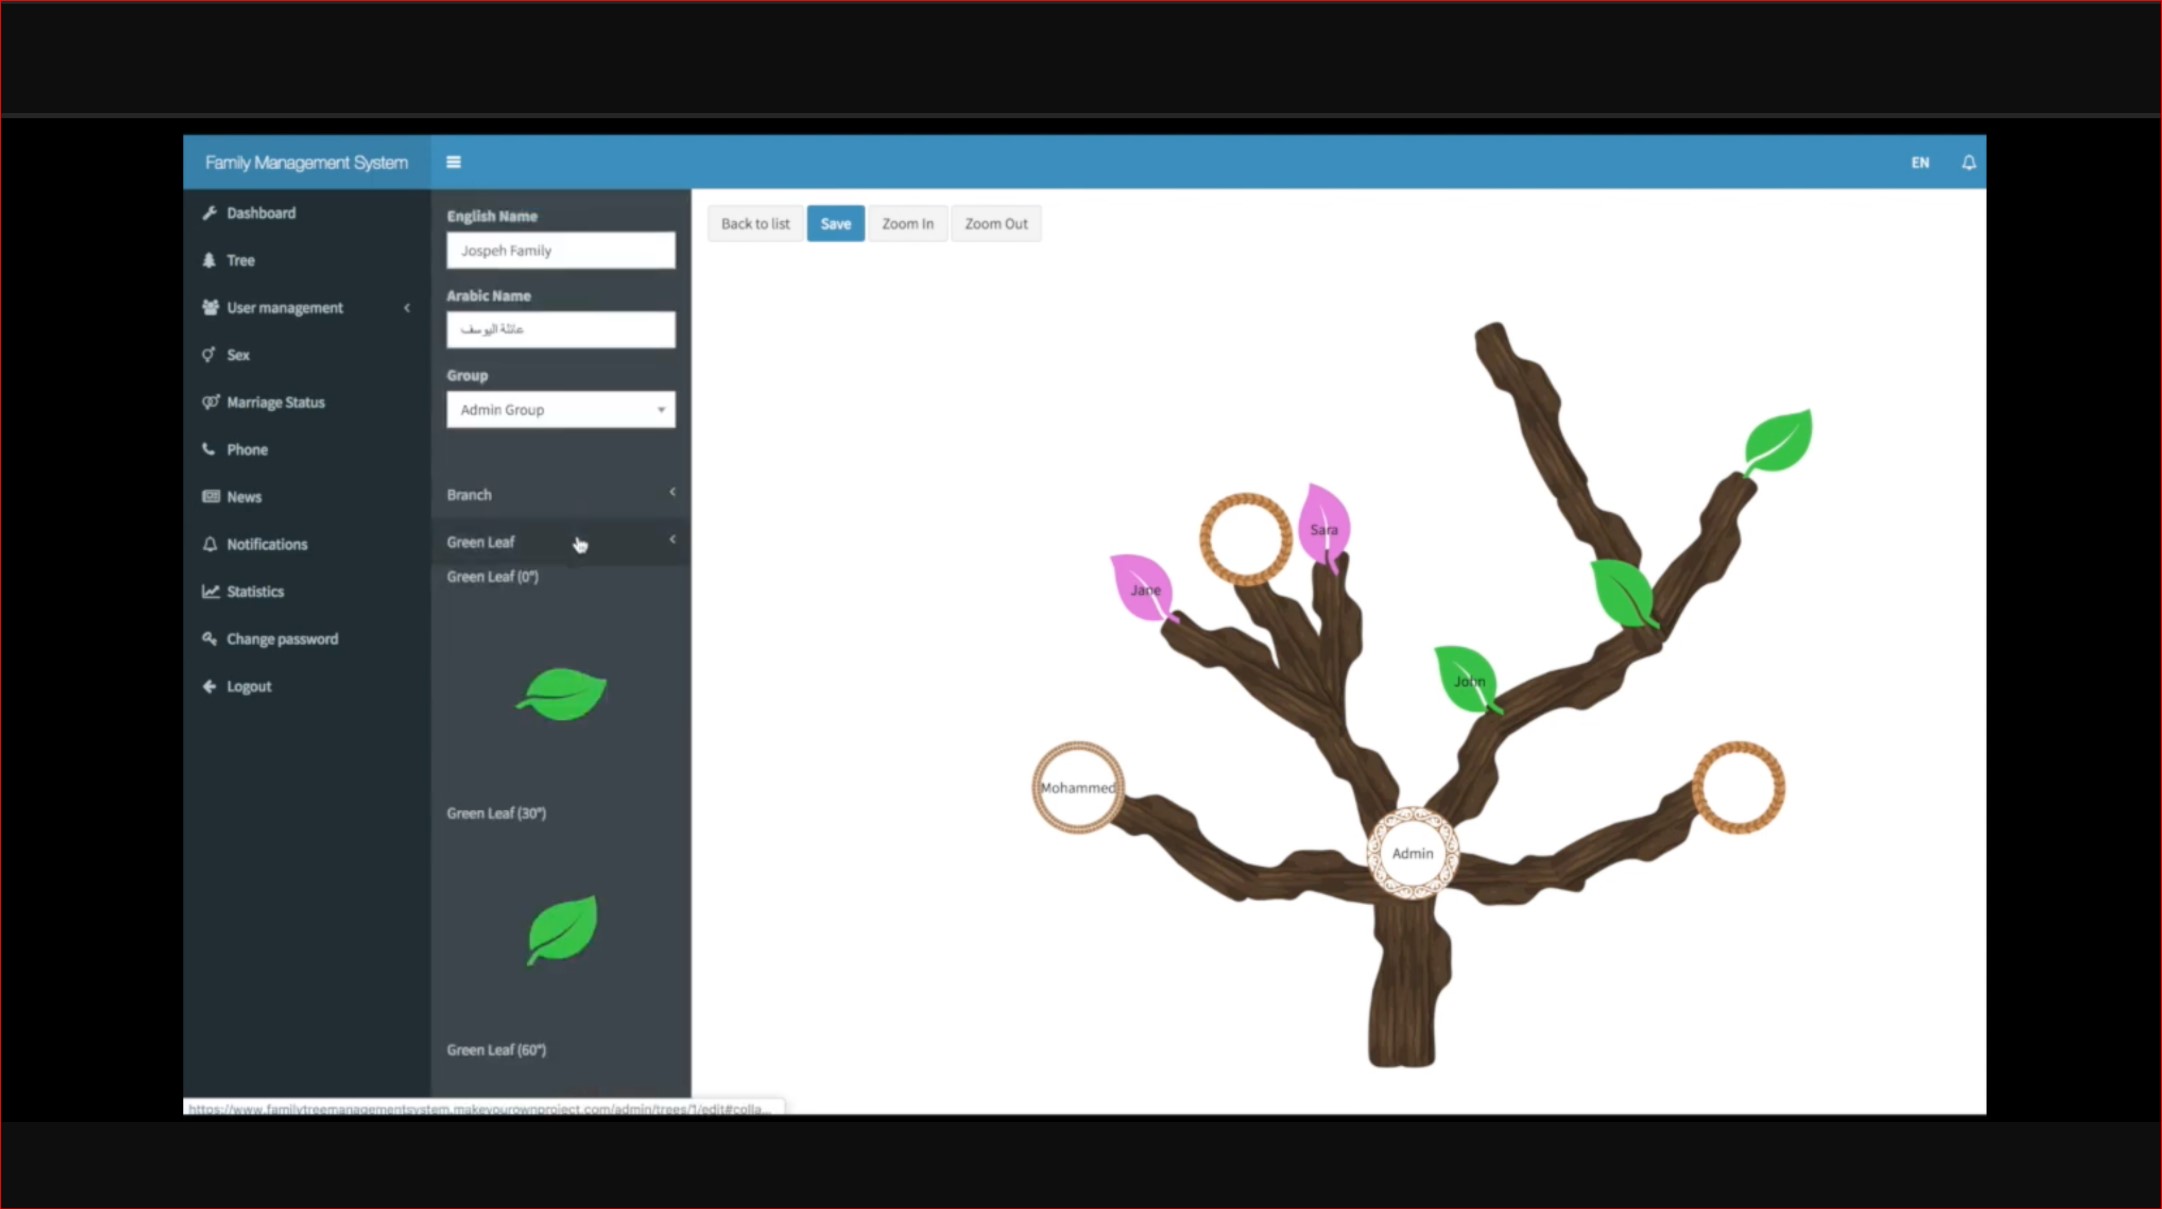 Family Management System
EN
Dashboard
Tree
User management
Sex
Marriage Status
Phone
News
Notifications
Statistics
Change password
Logout
English Name
Jospeh Family
Arabic Name
عائلة اليوسف
Group
Admin Group
Branch
Green Leaf
Green Leaf (0°)
Green Leaf (30°)
Green Leaf (60°)
Back to list
Save
Zoom In
Zoom Out
Sara
Jane
John
Mohammed
Admin
https://www.familytreemanagementsystem.makeyourownproject.com/admin/trees/1/edit#colla...